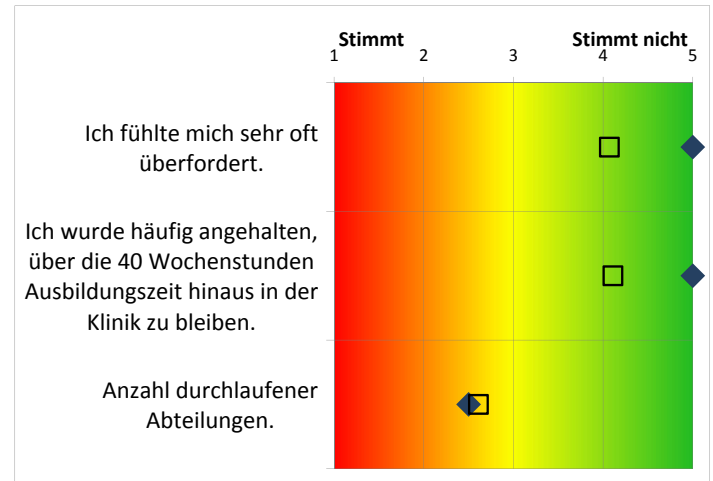 Stimmt Stimmt nicht
1 2 3 4 5
Ich fühlte mich sehr oft
überfordert.
Ich wurde häufig angehalten,
über die 40 Wochenstunden
Ausbildungszeit hinaus in der
Klinik zu bleiben.
Anzahl durchlaufener
Abteilungen.